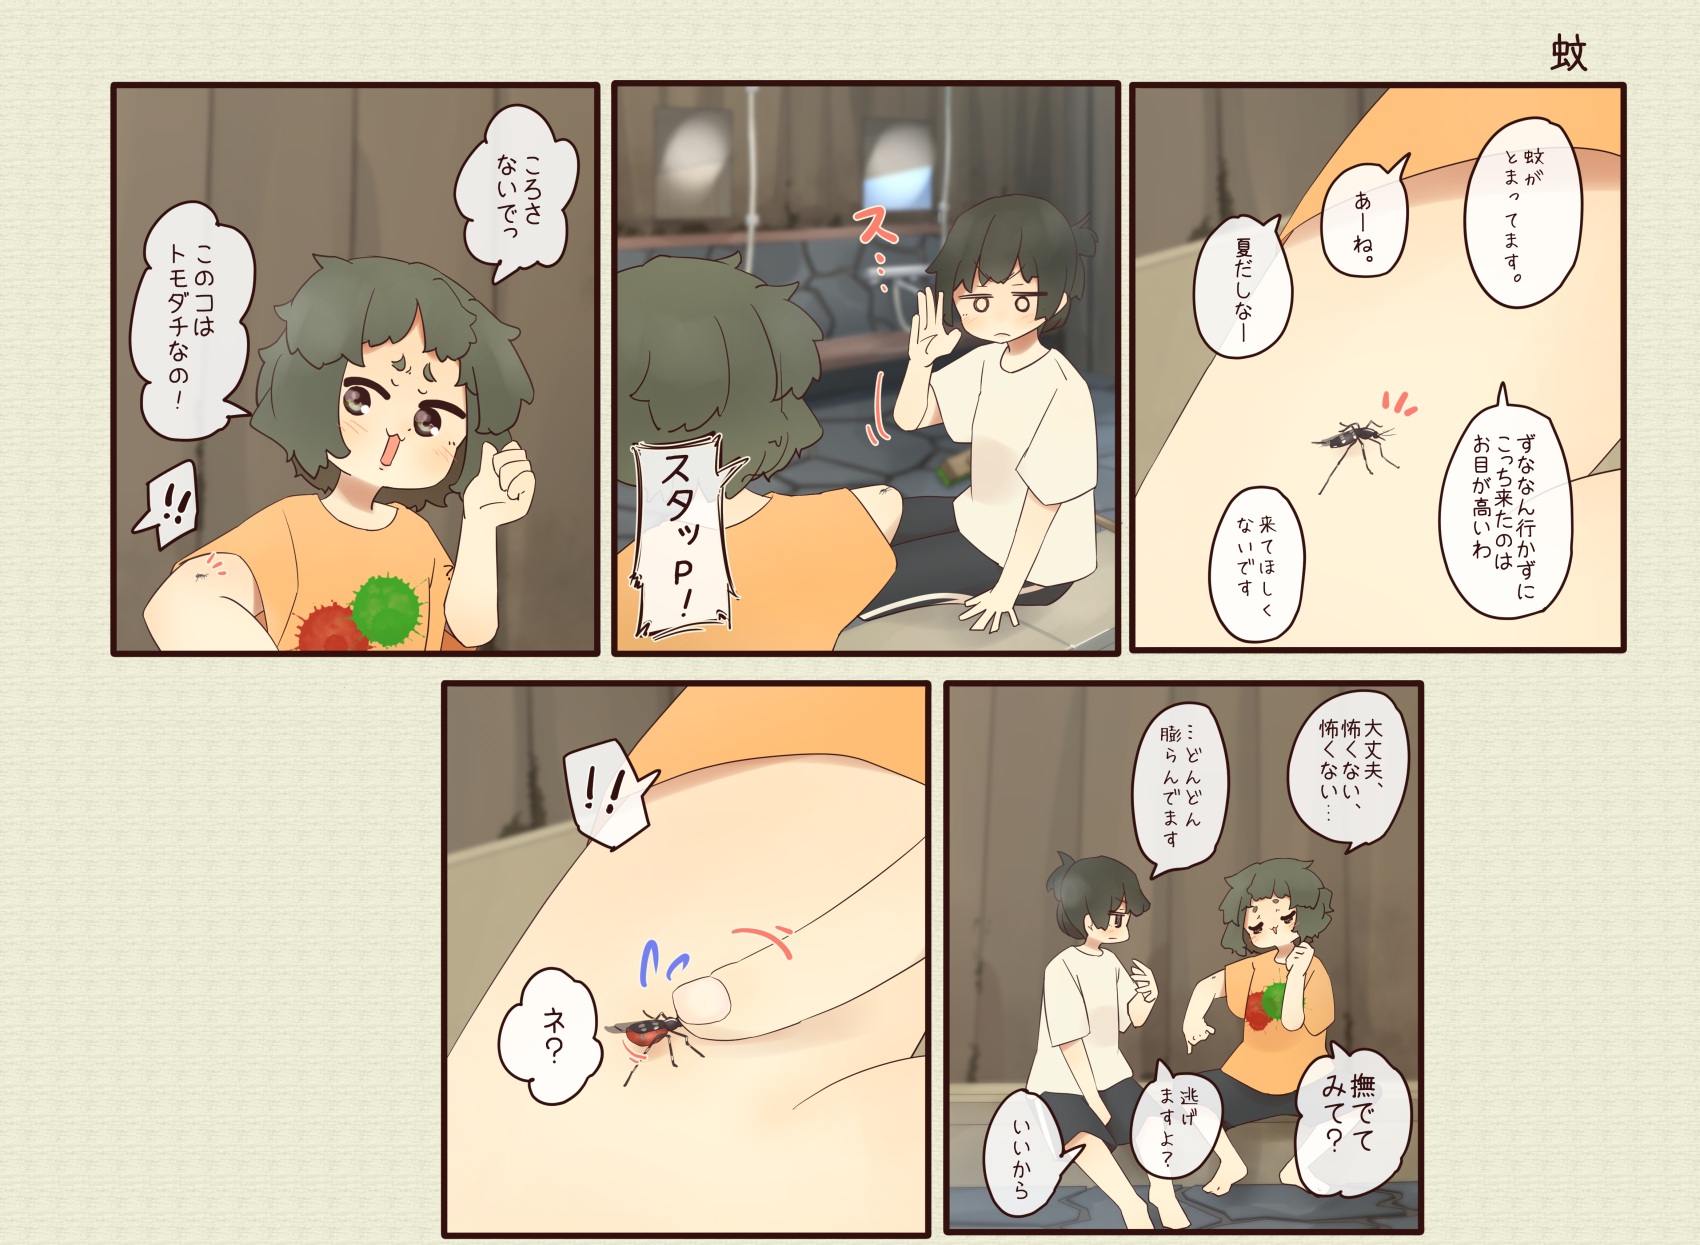 蚊
蚊が
とまってます。
あーね。
夏だしなー
ずななん行かずに
こっち来たのは
お目が高いわ
来てほしく
ないです
ス…
スタッP!
ころさ
ないでっ
このコは
トモダチなの!
!!
大丈夫、
怖くない、
怖くない…
…どんどん
膨らんでます
撫でて
みて?
逃げ
ますよ?
いいから
!!
ネ?